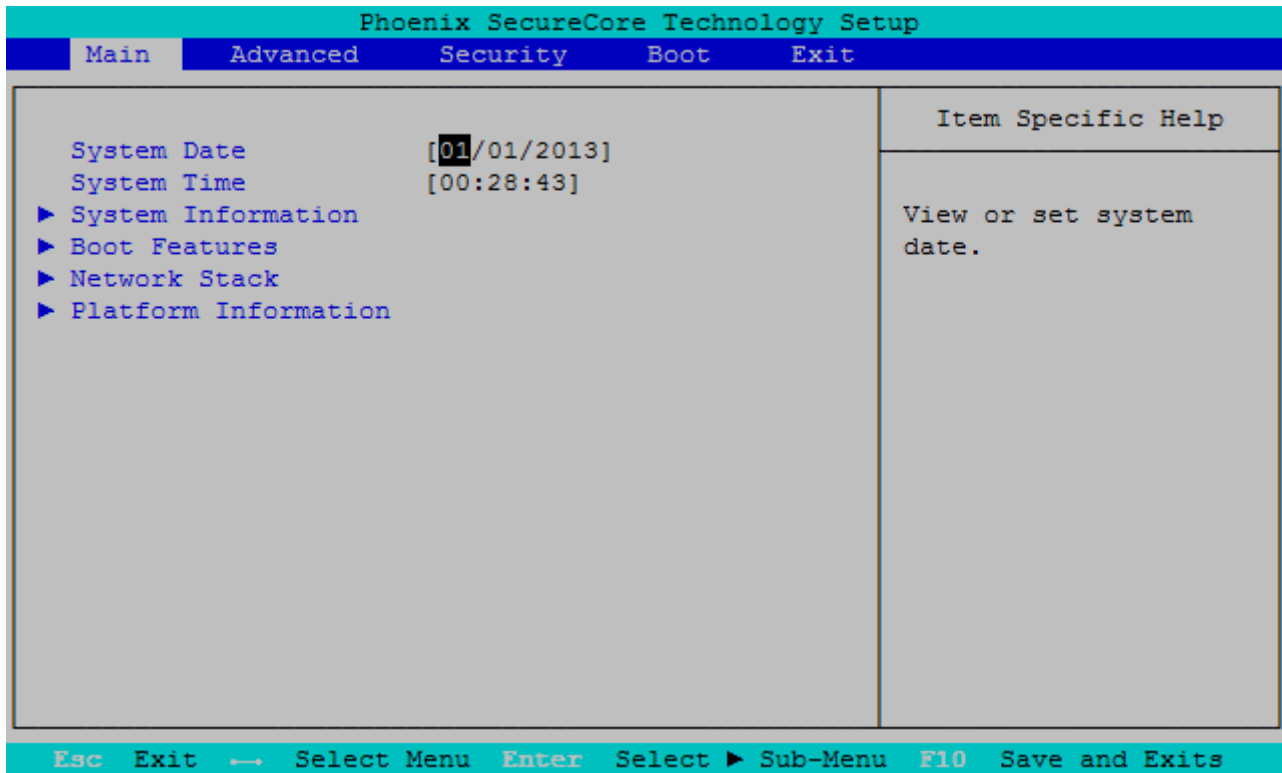 Phoenix SecureCore Technology Setup
Main Advanced Security Boot Exit
Item Specific Help
System Date [01/01/2013]
System Time [00:28:43]
► System Information
View or set system
► Boot Features
date.
► Network Stack
► Platform Information
Esc Exit ↔ Select Menu Enter Select ► Sub-Menu F10 Save and Exits